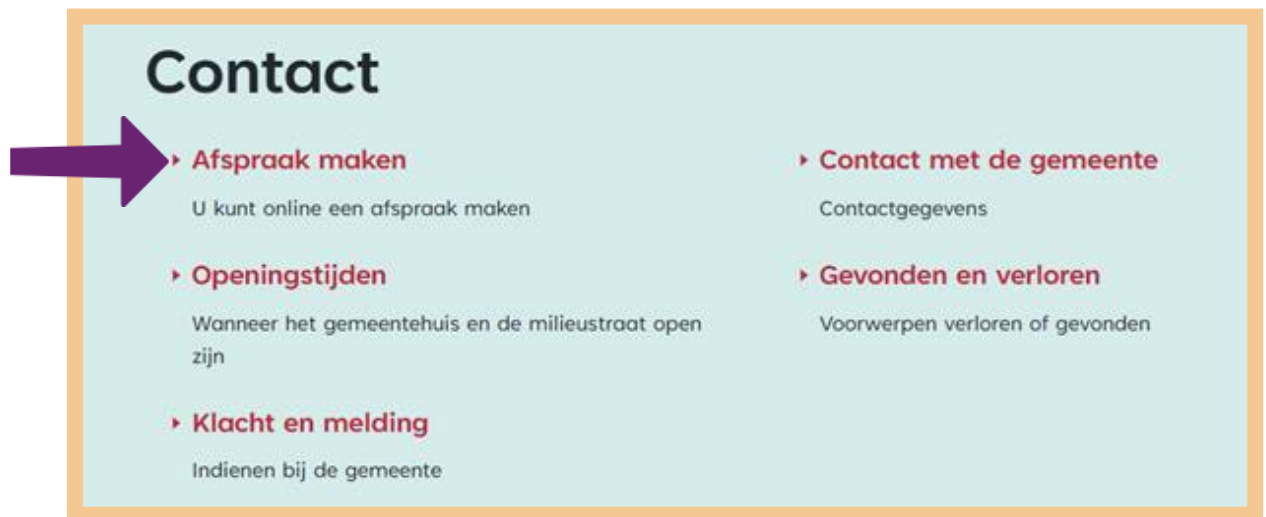 Contact
Afspraak maken
U kunt online een afspraak maken
Openingstijden
Wanneer het gemeentehuis en de milieustraat open
zijn
Klacht en melding
Indienen bij de gemeente
Contact met de gemeente
Contactgegevens
Gevonden en verloren
Voorwerpen verloren of gevonden